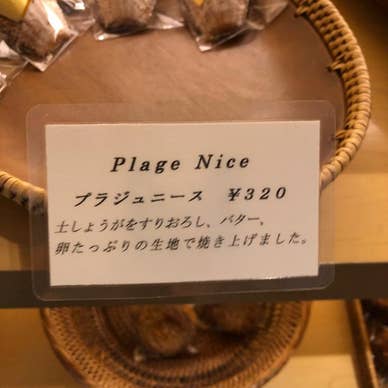 Plage Nice
プラジュニース ¥320
土しょうがをすりおろし、バター、
卵たっぷりの生地で焼き上げました。